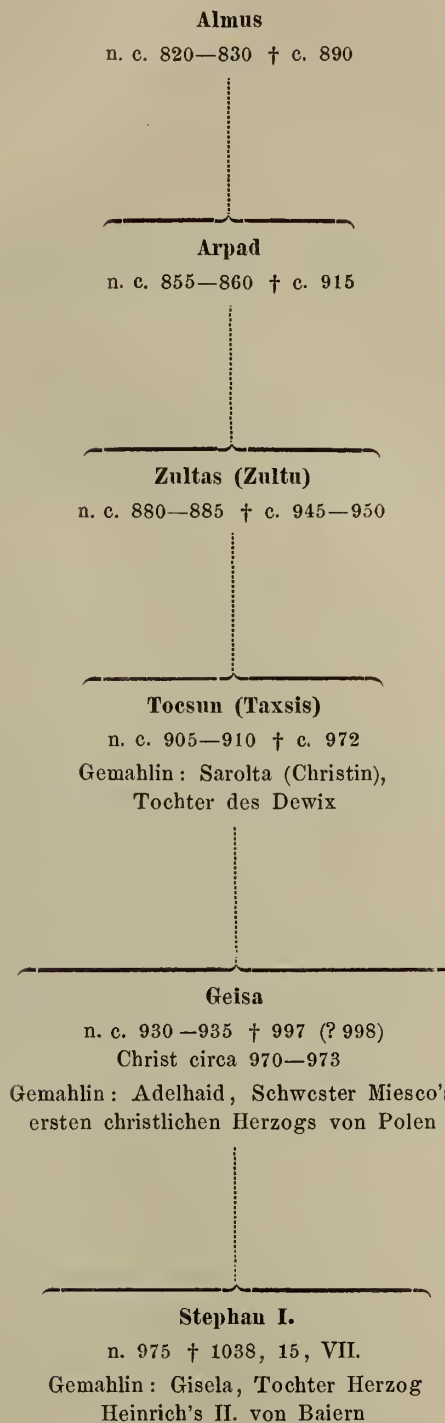 Almus
n. c. 820—830 † c. 890
Arpad
n. c. 855—860 † c. 915
Zultas (Zultu)
n. c. 880—885 † c. 945—950
Tocsun (Taxsis)
n. c. 905—910 † c. 972
Gemahlin: Sarolta (Christin),
Tochter des Dewix
Geisa
n. c. 930—935 † 997 (? 998)
Christ circa 970—973
Gemahlin: Adelhaid, Schwester Miesco's
ersten christlichen Herzogs von Polen
Stephan I.
n. 975 † 1038, 15, VII.
Gemahlin: Gisela, Tochter Herzog
Heinrich's II. von Baiern